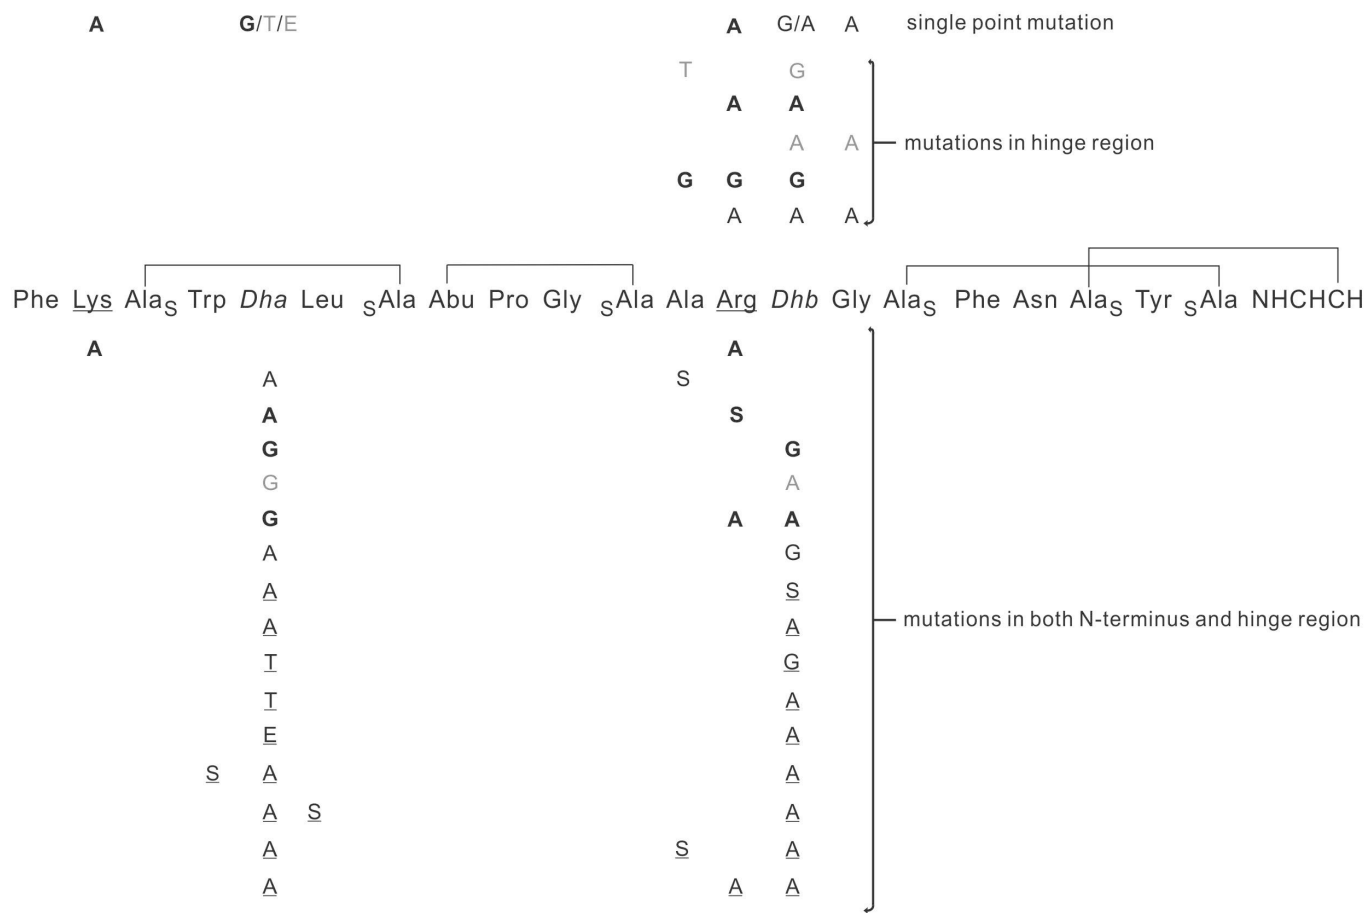 A G/T/E A G/A A single point mutation
T G
A A
A A mutations in hinge region
G G G
A A A
Phe Lys AlaS Trp Dha Leu SAla Abu Pro Gly SAla Ala Arg Dhb Gly AlaS Phe Asn AlaS Tyr SAla NHCHCH
A A
A S
A S
G G
G A
G A A
A G
A S
A A mutations in both N-terminus and hinge region
T G
T A
E A
S A A
A S A
A S A
A A A